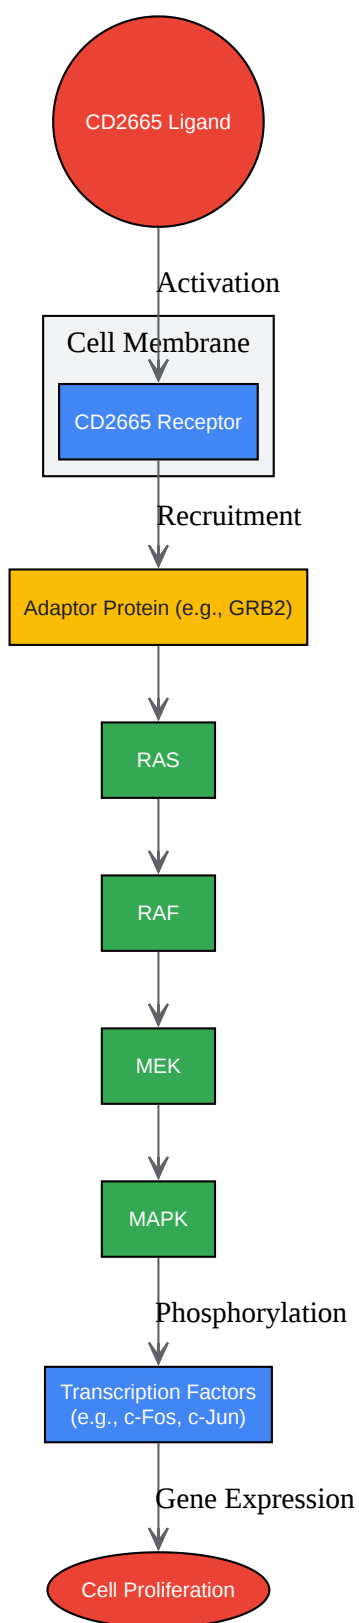 CD2665 Ligand
Activation
Cell Membrane
CD2665 Receptor
Recruitment
Adaptor Protein (e.g., GRB2)
RAS
RAF
MEK
MAPK
Phosphorylation
Transcription Factors
(e.g., c-Fos, c-Jun)
Gene Expression
Cell Proliferation